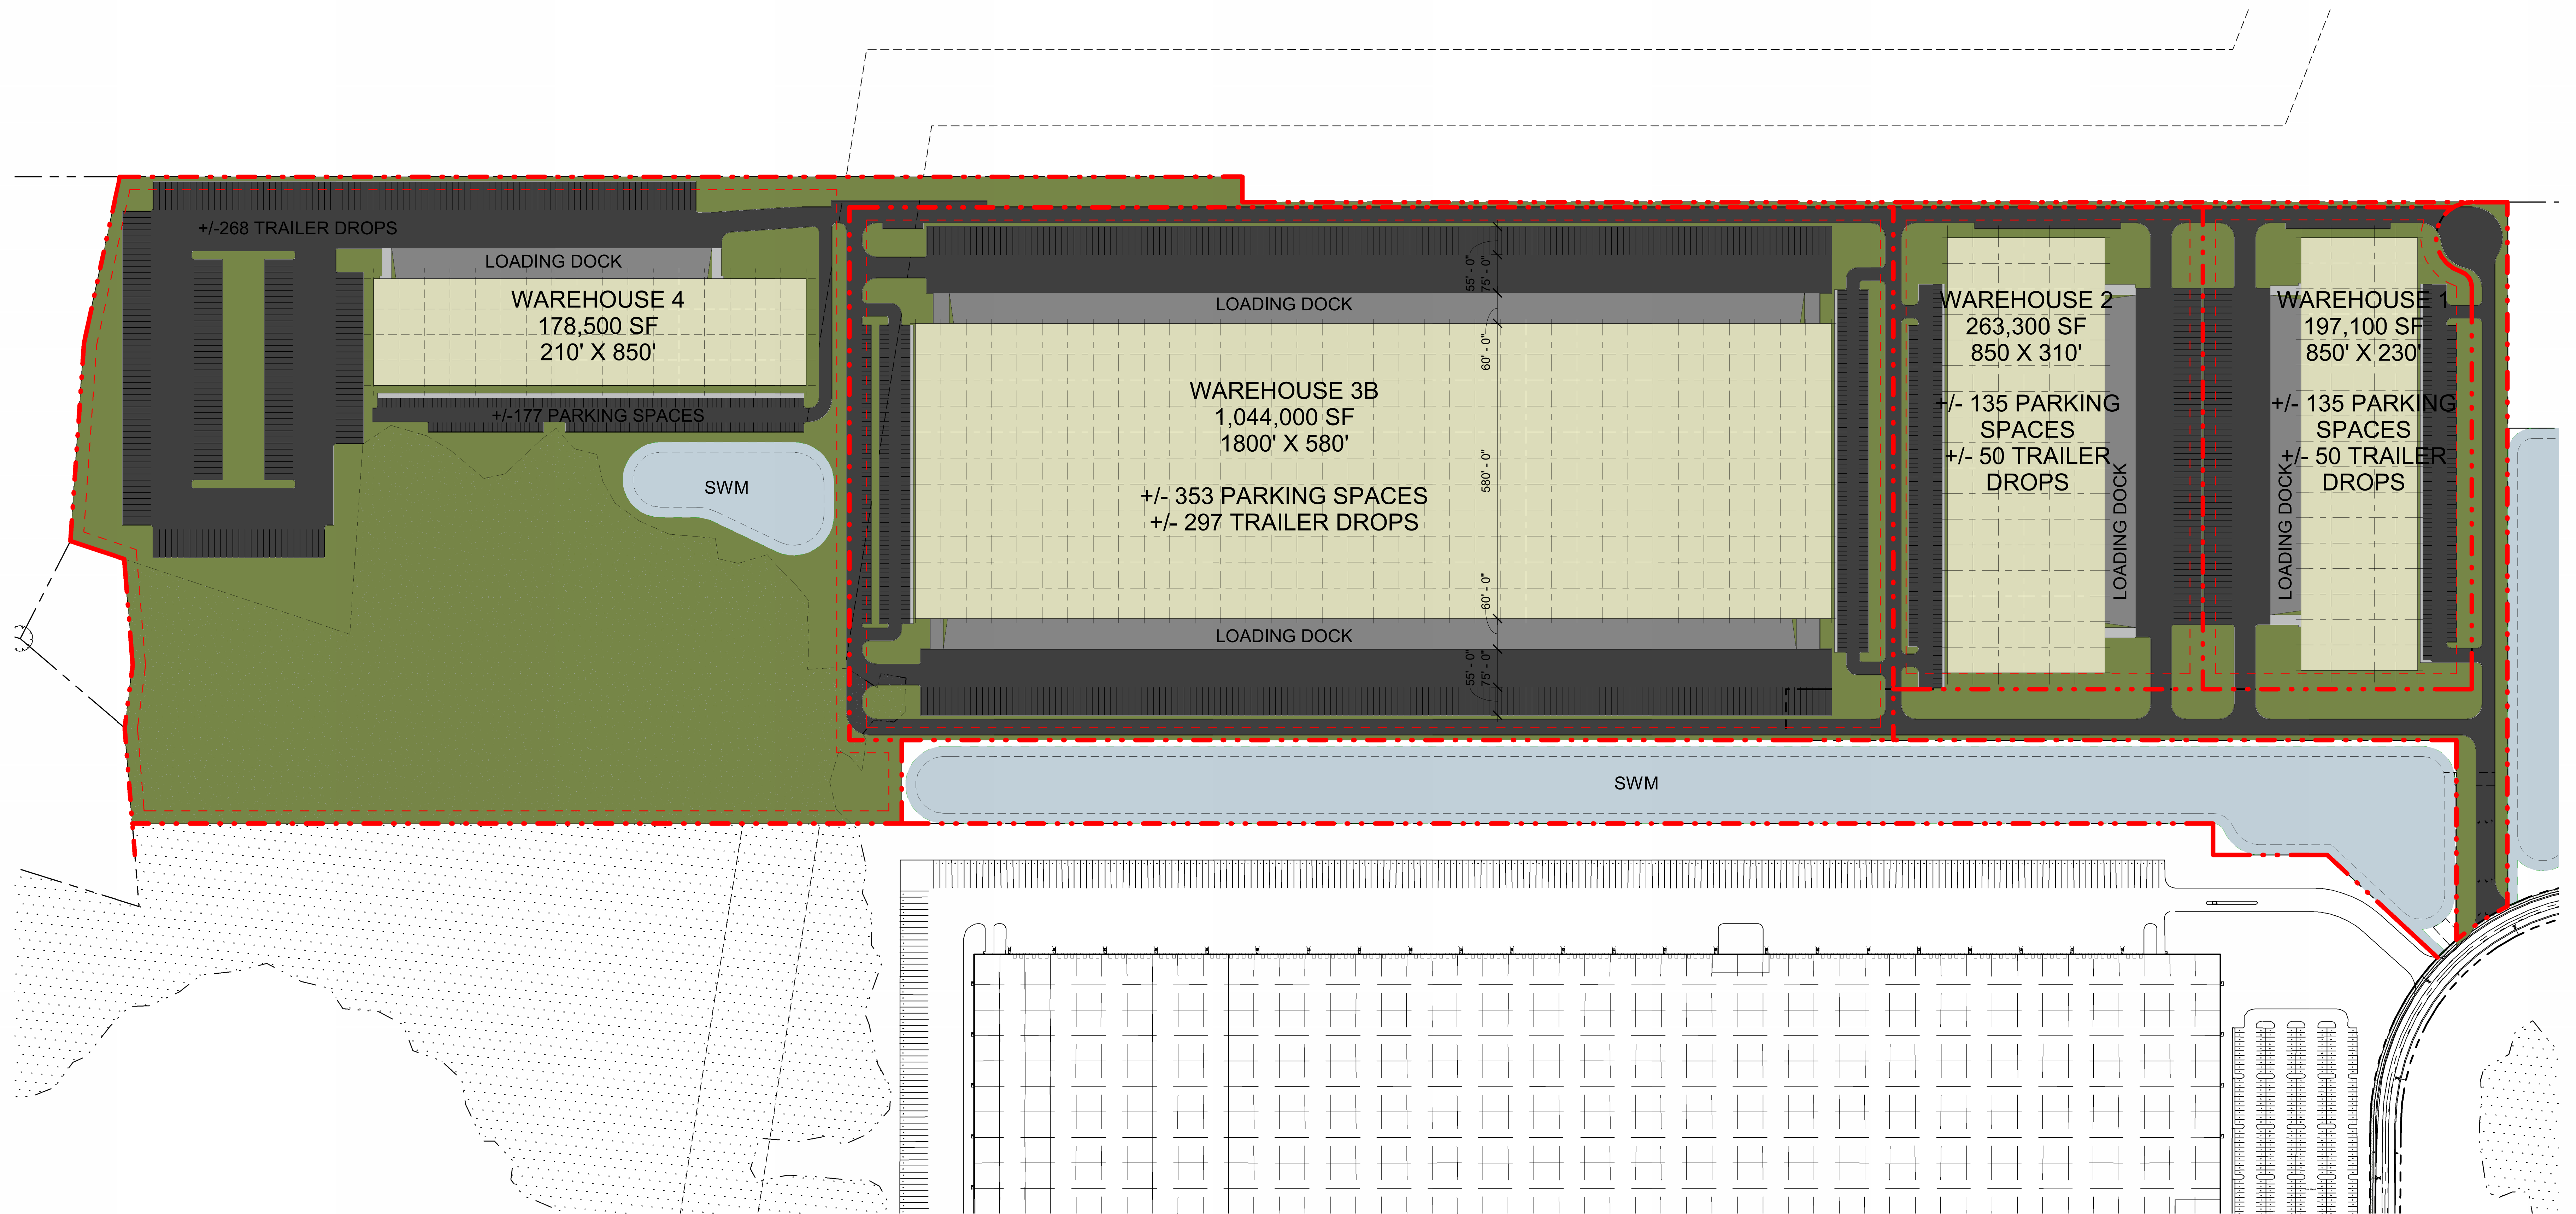 +/-268 TRAILER DROPS
LOADING DOCK
WAREHOUSE 4
178,500 SF
210' X 850'
+/-177 PARKING SPACES
SWM
LOADING DOCK
WAREHOUSE 3B
1,044,000 SF
1800' X 580'
+/- 353 PARKING SPACES
+/- 297 TRAILER DROPS
LOADING DOCK
55' - 0"
75' - 0"
60' - 0"
580' - 0"
60' - 0"
55' - 0"
75' - 0"
WAREHOUSE 2
263,300 SF
850 X 310'
+/- 135 PARKING
SPACES
+/- 50 TRAILER
DROPS
LOADING DOCK
WAREHOUSE 1
197,100 SF
850' X 230'
+/- 135 PARKING
SPACES
+/- 50 TRAILER
DROPS
LOADING DOCK
SWM